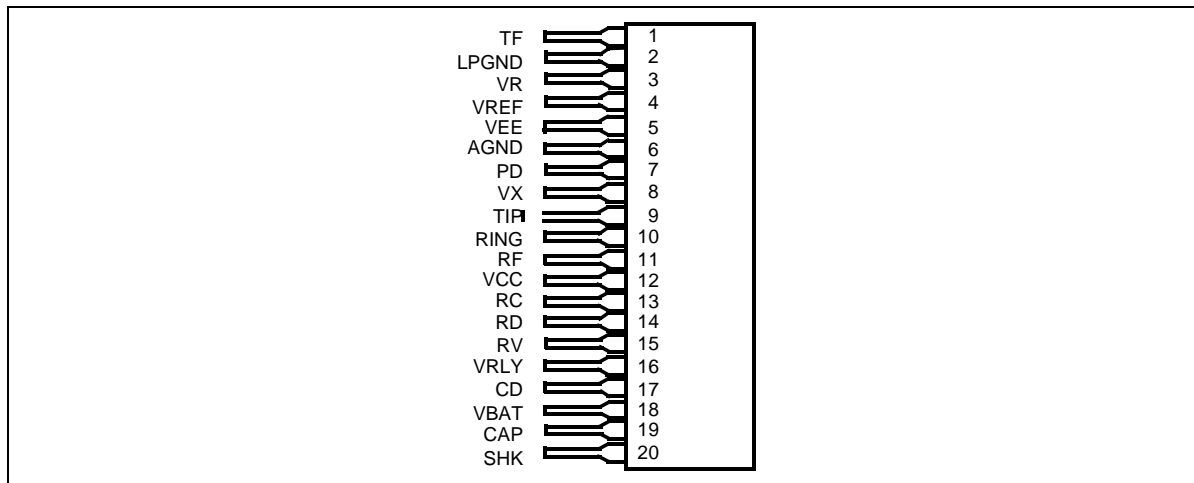 TF 1
LPGND 2
VR 3
VREF 4
VEE 5
AGND 6
PD 7
VX 8
TIP 9
RING 10
RF 11
VCC 12
RC 13
RD 14
RV 15
VRLY 16
CD 17
VBAT 18
CAP 19
SHK 20